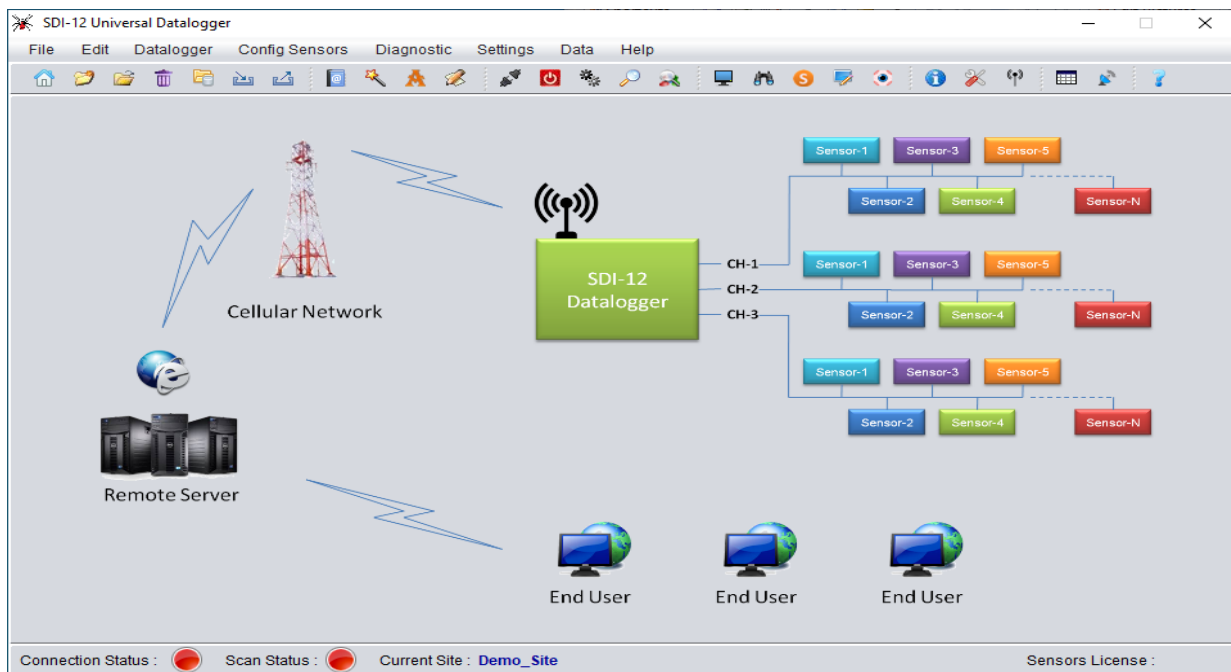 SDI-12 Universal Datalogger
File Edit Datalogger Config Sensors Diagnostic Settings Data Help
Sensor-1 Sensor-3 Sensor-5
Sensor-2 Sensor-4 Sensor-N
SDI-12
Datalogger
CH-1
CH-2
CH-3
Sensor-1 Sensor-3 Sensor-5
Sensor-2 Sensor-4 Sensor-N
Sensor-1 Sensor-3 Sensor-5
Sensor-2 Sensor-4 Sensor-N
Cellular Network
Remote Server
End User End User End User
Connection Status : Scan Status : Current Site : Demo_Site Sensors License :